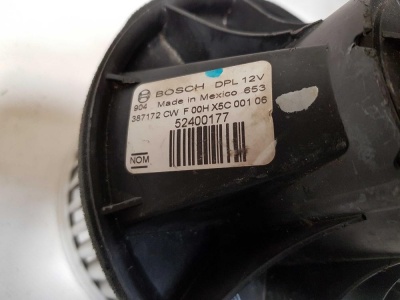 BOSCH DPL 12V
904 Made in Mexico 653
387172 CW F 00H X5C 001 06
52400177
NOM